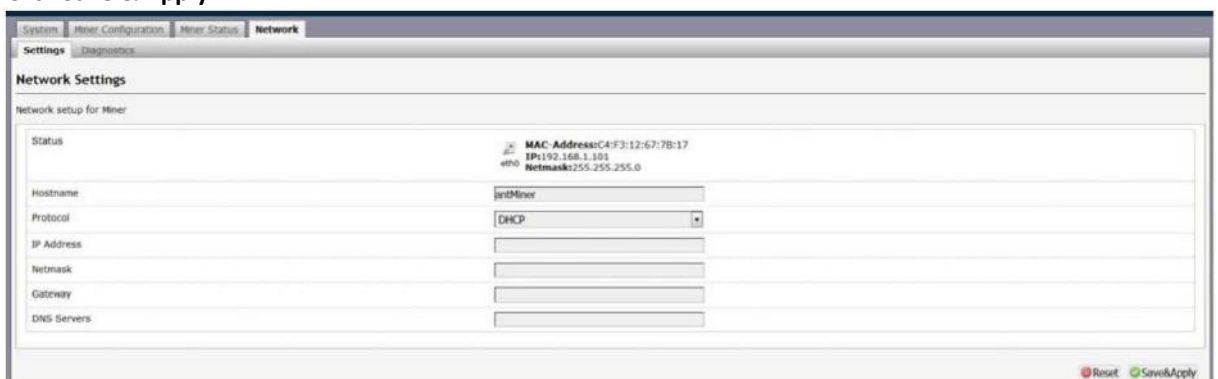 System Miner Configuration Miner Status Network
Settings Diagnostics
Network Settings
Network setup for Miner
Status
MAC-Address:C4:F3:12:67:7B:17
IP:192.168.1.101
eth0 Netmask:255.255.255.0
Hostname antMiner
Protocol DHCP
IP Address
Netmask
Gateway
DNS Servers
Reset Save&Apply